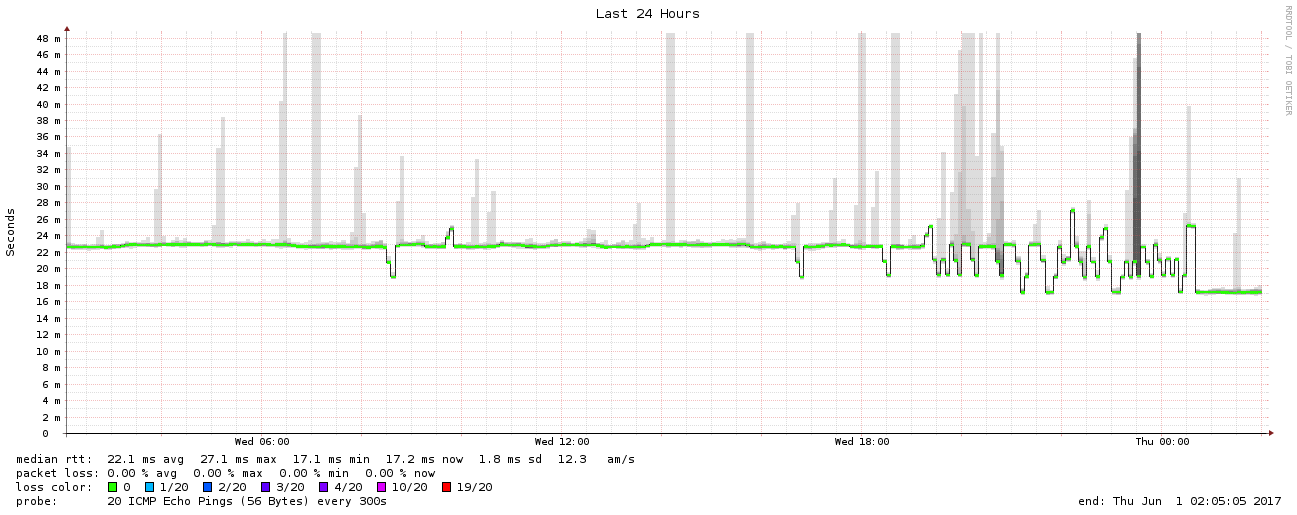 Last 24 Hours
RRDTOOL / TOBI OETIKER
Seconds
48 m
46 m
44 m
42 m
40 m
38 m
36 m
34 m
32 m
30 m
28 m
26 m
24 m
22 m
20 m
18 m
16 m
14 m
12 m
10 m
8 m
6 m
4 m
2 m
0
Wed 06:00 Wed 12:00 Wed 18:00 Thu 00:00
median rtt: 22.1 ms avg 27.1 ms max 17.1 ms min 17.2 ms now 1.8 ms sd 12.3 am/s
packet loss: 0.00 % avg 0.00 % max 0.00 % min 0.00 % now
loss color: 0 1/20 2/20 3/20 4/20 10/20 19/20
probe: 20 ICMP Echo Pings (56 Bytes) every 300s end: Thu Jun 1 02:05:05 2017